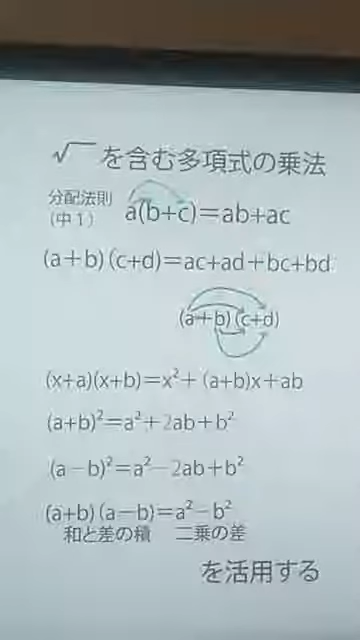 √ を含む多項式の乗法
分配法則
(中1)
a(b+c)=ab+ac
(a+b)(c+d)=ac+ad+bc+bd
(a+b)(c+d)
(x+a)(x+b)=x²+(a+b)x+ab
(a+b)²=a²+2ab+b²
(a-b)²=a²-2ab+b²
(a+b)(a-b)=a²-b²
和と差の積 二乗の差
を活用する